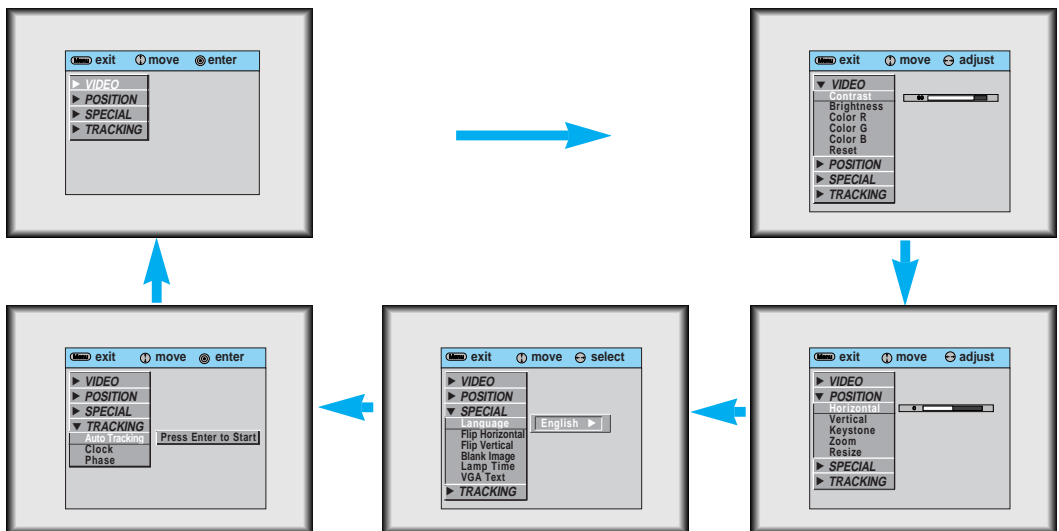 Menu exit move enter
▶ VIDEO
▶ POSITION
▶ SPECIAL
▶ TRACKING
Menu exit move adjust
▼ VIDEO
Contrast
Brightness
Color R
Color G
Color B
Reset
▶ POSITION
▶ SPECIAL
▶ TRACKING
Menu exit move enter
▶ VIDEO
▶ POSITION
▶ SPECIAL
▼ TRACKING
Auto Tracking Press Enter to Start
Clock
Phase
Menu exit move select
▶ VIDEO
▶ POSITION
▼ SPECIAL
Language English ▶
Flip Horizontal
Flip Vertical
Blank Image
Lamp Time
VGA Text
▶ TRACKING
Menu exit move adjust
▶ VIDEO
▼ POSITION
Horizontal
Vertical
Keystone
Zoom
Resize
▶ SPECIAL
▶ TRACKING